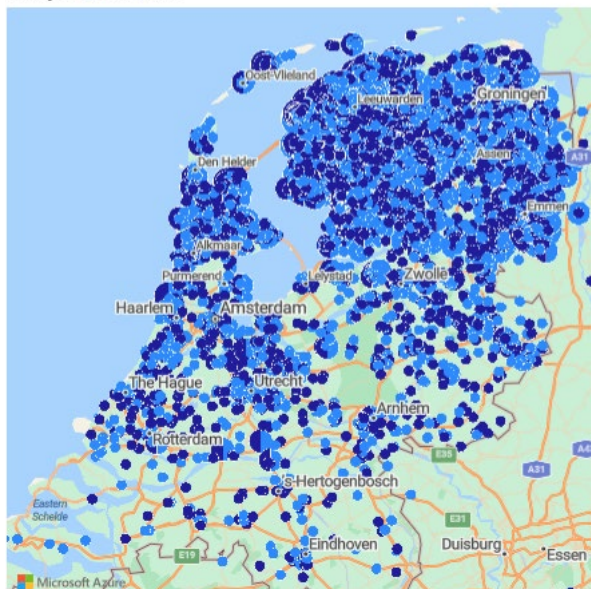 Oost-Vlieland
Leeuwarden
Groningen
Den Helder
Assen
A31
Emmen
Alkmaar
Purmerend
Lelystad
Zwolle
Haarlem
Amsterdam
The Hague
Utrecht
Arnhem
Rotterdam
E35
A31
's-Hertogenbosch
Eastern
Scheldt
E31
Eindhoven
Duisburg
E19
Essen
Microsoft Azure